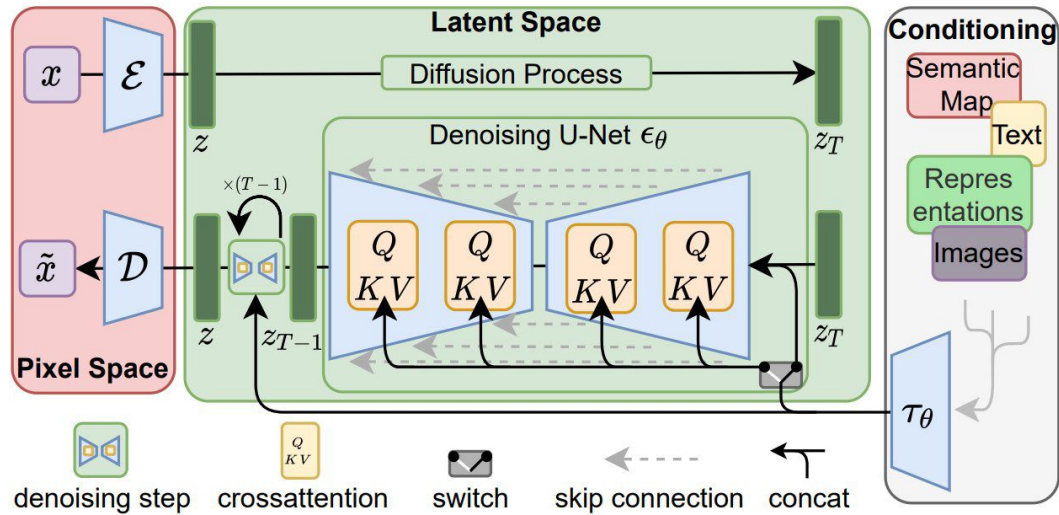 Latent Space
Conditioning
x
ℰ
Diffusion Process
Semantic
Map
z
z_T
Text
Denoising U-Net ϵ_θ
×(T−1)
Repres
entations
Images
Q
KV
Q
KV
Q
KV
Q
KV
x̃
𝒟
z
z_{T−1}
z_T
Pixel Space
τ_θ
Q
KV
denoising step
crossattention
switch
skip connection
concat